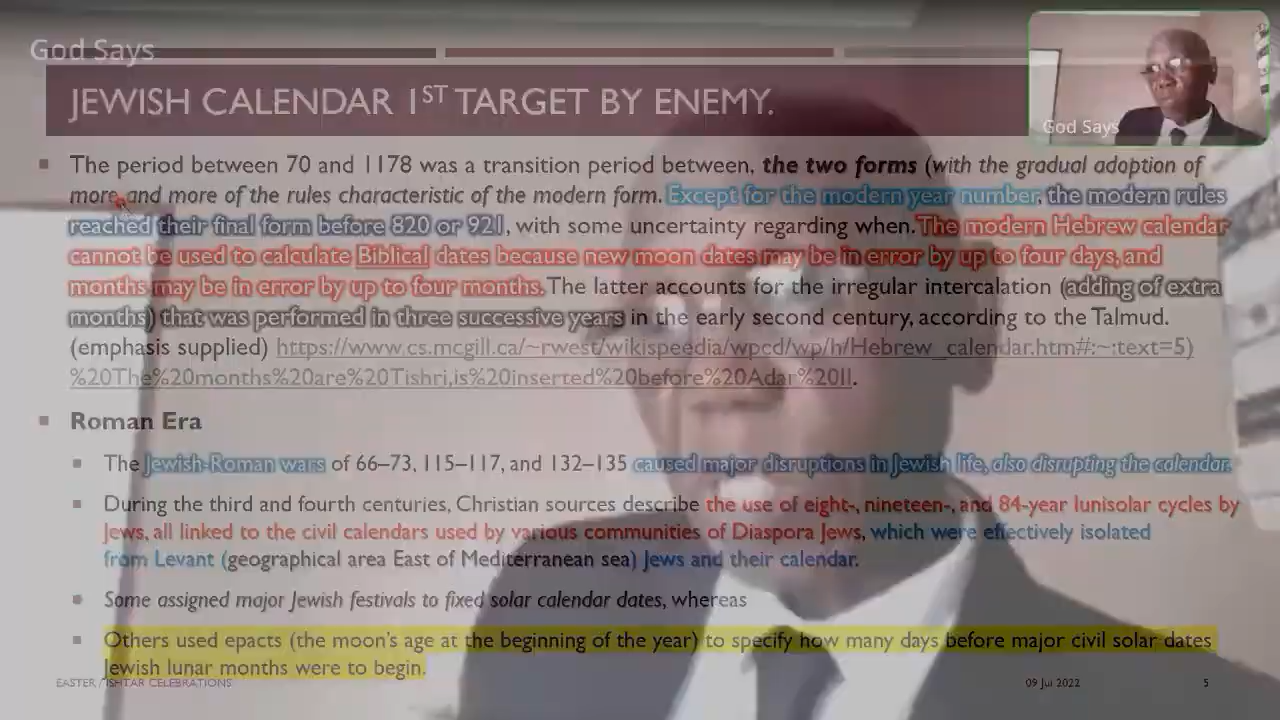 God Says
JEWISH CALENDAR 1ST TARGET BY ENEMY.
God Says
The period between 70 and 1178 was a transition period between, the two forms (with the gradual adoption of
more and more of the rules characteristic of the modern form. Except for the modern year number, the modern rules
reached their final form before 820 or 921, with some uncertainty regarding when. The modern Hebrew calendar
cannot be used to calculate Biblical dates because new moon dates may be in error by up to four days, and
months may be in error by up to four months. The latter accounts for the irregular intercalation (adding of extra
months) that was performed in three successive years in the early second century, according to the Talmud.
(emphasis supplied) https://www.cs.mcgill.ca/~rwest/wikispeedia/wpcd/wp/h/Hebrew_calendar.htm#:~:text=5)
%20The%20months%20are%20Tishri,is%20inserted%20before%20Adar%20II.
Roman Era
The Jewish-Roman wars of 66–73, 115–117, and 132–135 caused major disruptions in Jewish life, also disrupting the calendar.
During the third and fourth centuries, Christian sources describe the use of eight-, nineteen-, and 84-year lunisolar cycles by
Jews, all linked to the civil calendars used by various communities of Diaspora Jews, which were effectively isolated
from Levant (geographical area East of Mediterranean sea) Jews and their calendar.
Some assigned major Jewish festivals to fixed solar calendar dates, whereas
Others used epacts (the moon's age at the beginning of the year) to specify how many days before major civil solar dates
Jewish lunar months were to begin.
EASTER / ISHTAR CELEBRATIONS
09 Jul 2022
5